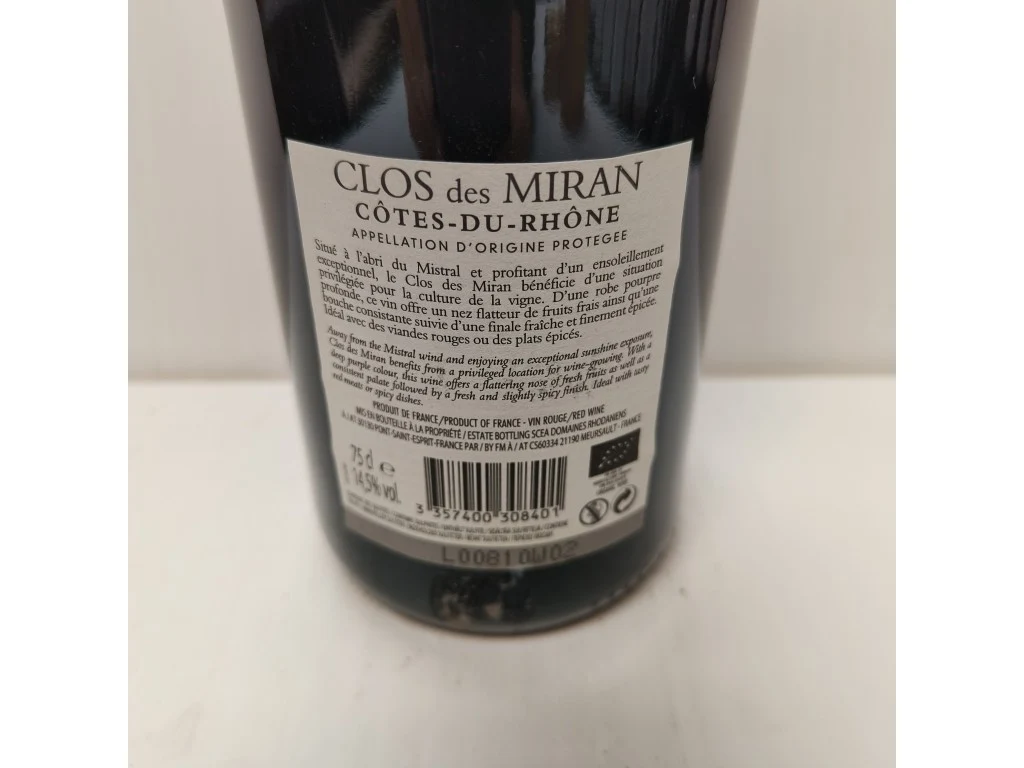 CLOS des MIRAN
CÔTES-DU-RHÔNE
APPELLATION D'ORIGINE PROTEGEE
Situé à l'abri du Mistral et profitant d'un ensoleillement
exceptionnel, le Clos des Miran bénéficie d'une situation
privilégiée pour la culture de la vigne. D'une robe pourpre
profonde, ce vin offre un nez flatteur de fruits frais ainsi qu'une
bouche consistante suivie d'une finale fraîche et finement épicée.
Idéal avec des viandes rouges ou des plats épicés.
Away from the Mistral wind and enjoying an exceptional sunshine exposure,
Clos des Miran benefits from a privileged location for wine-growing. With a
deep purple colour, this wine offers a flattering nose of fresh fruits as well as a
consistent palate followed by a fresh and slightly spicy finish. Ideal with tasty
red meats or spicy dishes.
PRODUIT DE FRANCE/PRODUCT OF FRANCE - VIN ROUGE/RED WINE
MIS EN BOUTEILLE À LA PROPRIÉTÉ / ESTATE BOTTLING SCEA DOMAINES RHODANIENS
À / AT 30130 PONT-SAINT-ESPRIT-FRANCE PAR / BY FM À / AT CS60334 21190 MEURSAULT - FRANCE
75 cl e
14,5% vol.
3 357400 308401
L00810W02